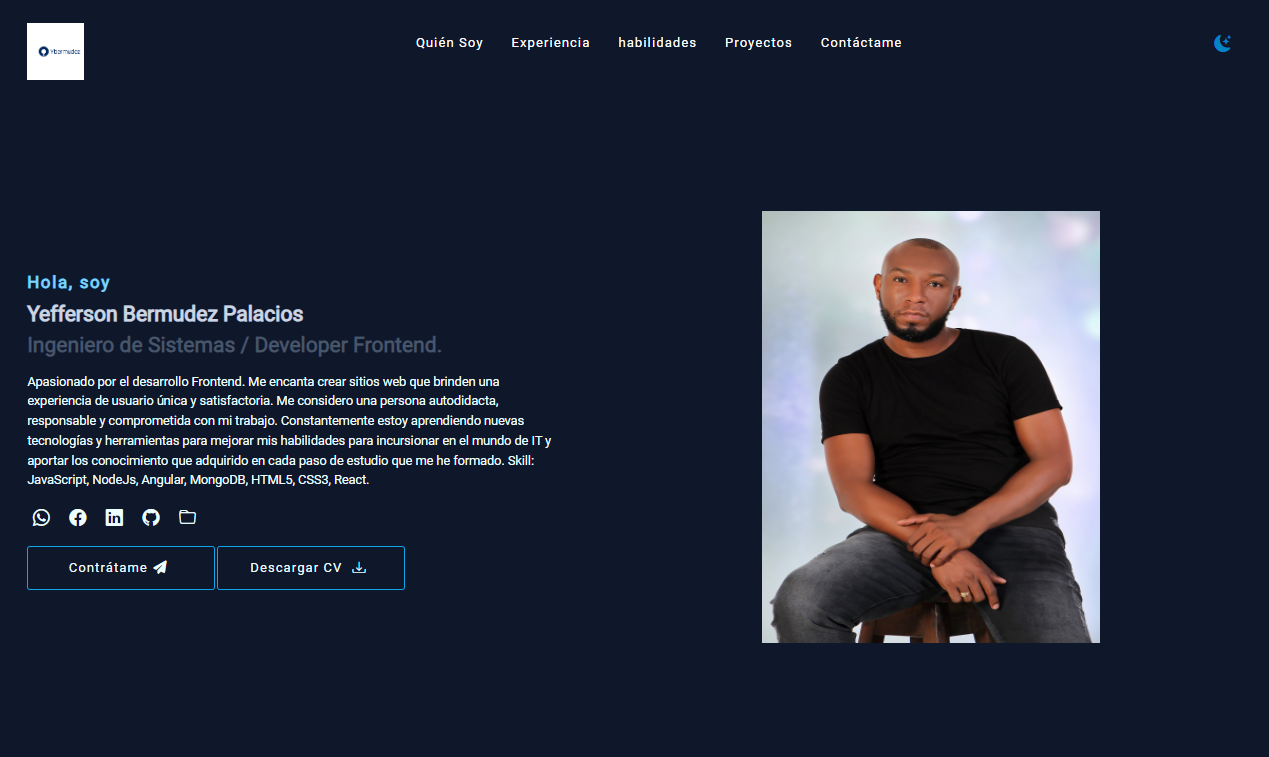 Ybermudez
Quién Soy Experiencia habilidades Proyectos Contáctame
Hola, soy
Yefferson Bermudez Palacios
Ingeniero de Sistemas / Developer Frontend.
Apasionado por el desarrollo Frontend. Me encanta crear sitios web que brinden una
experiencia de usuario única y satisfactoria. Me considero una persona autodidacta,
responsable y comprometida con mi trabajo. Constantemente estoy aprendiendo nuevas
tecnologías y herramientas para mejorar mis habilidades para incursionar en el mundo de IT y
aportar los conocimiento que adquirido en cada paso de estudio que me he formado. Skill:
JavaScript, NodeJs, Angular, MongoDB, HTML5, CSS3, React.
Contrátame Descargar CV